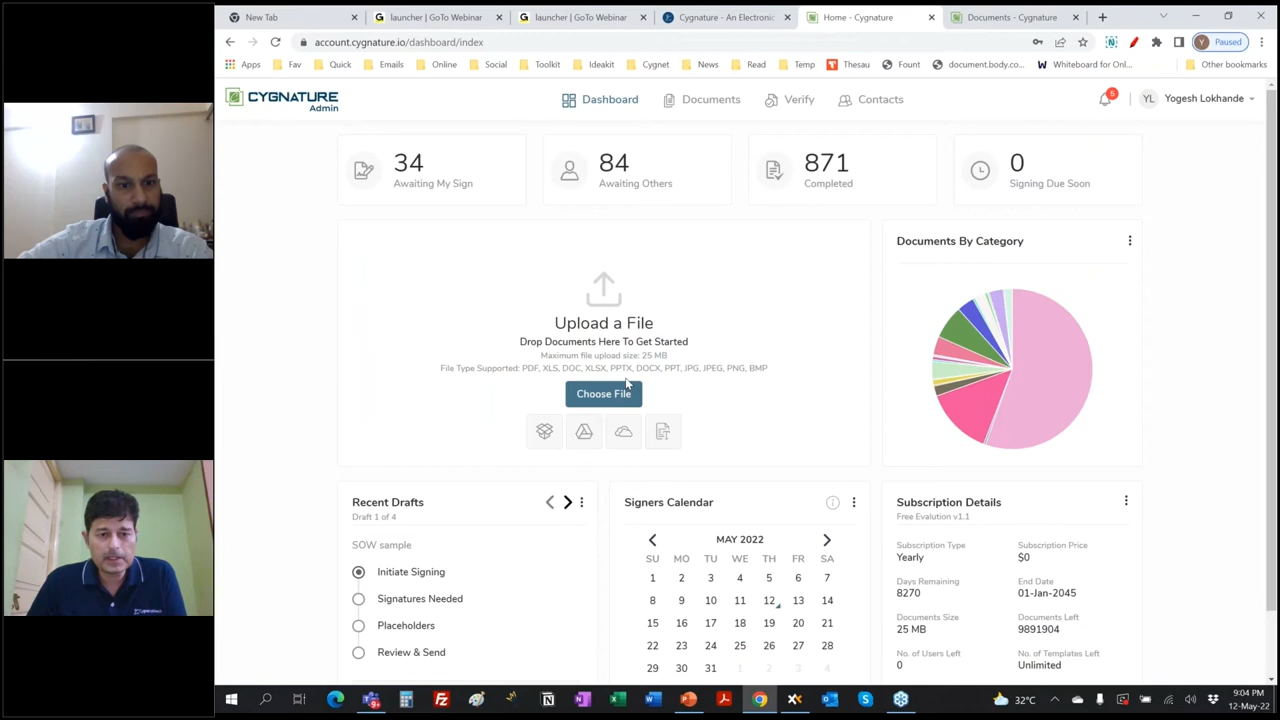 New Tab
launcher | GoTo Webinar
launcher | GoTo Webinar
Cygnature - An Electronic
Home - Cygnature
Documents - Cygnature
account.cygnature.io/dashboard/index
Paused
Apps
Fav
Quick
Emails
Online
Social
Toolkit
Ideakit
Cygnet
News
Read
Temp
Thesau
Fount
document.body.co...
Whiteboard for Onl...
Other bookmarks
CYGNATURE
Admin
Dashboard
Documents
Verify
Contacts
5
YL
Yogesh Lokhande
34
Awaiting My Sign
84
Awaiting Others
871
Completed
0
Signing Due Soon
Upload a File
Drop Documents Here To Get Started
Maximum file upload size: 25 MB
File Type Supported: PDF, XLS, DOC, XLSX, PPTX, DOCX, PPT, JPG, JPEG, PNG, BMP
Choose File
Documents By Category
Recent Drafts
Draft 1 of 4
SOW sample
Initiate Signing
Signatures Needed
Placeholders
Review & Send
Signers Calendar
MAY 2022
SU MO TU WE TH FR SA
1 2 3 4 5 6 7
8 9 10 11 12 13 14
15 16 17 18 19 20 21
22 23 24 25 26 27 28
29 30 31 1 2 3 4
Subscription Details
Free Evalution v1.1
Subscription Type Subscription Price
Yearly $0
Days Remaining End Date
8270 01-Jan-2045
Documents Size Documents Left
25 MB 9891904
No. of Users Left No. of Templates Left
0 Unlimited
32°C
9:04 PM
12-May-22